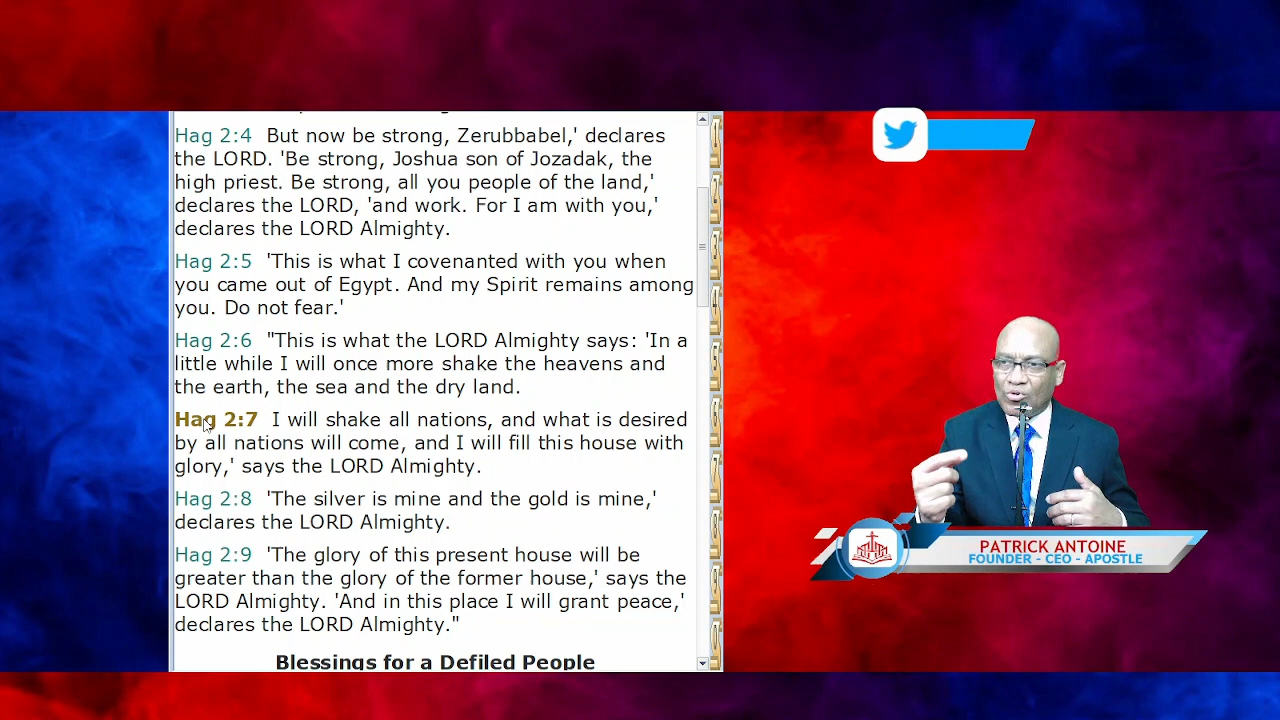 Hag 2:4 But now be strong, Zerubbabel,' declares
the LORD. 'Be strong, Joshua son of Jozadak, the
high priest. Be strong, all you people of the land,'
declares the LORD, 'and work. For I am with you,'
declares the LORD Almighty.
Hag 2:5 'This is what I covenanted with you when
you came out of Egypt. And my Spirit remains among
you. Do not fear.'
Hag 2:6 "This is what the LORD Almighty says: 'In a
little while I will once more shake the heavens and
the earth, the sea and the dry land.
Hag 2:7 I will shake all nations, and what is desired
by all nations will come, and I will fill this house with
glory,' says the LORD Almighty.
Hag 2:8 'The silver is mine and the gold is mine,'
declares the LORD Almighty.
Hag 2:9 'The glory of this present house will be
greater than the glory of the former house,' says the
LORD Almighty. 'And in this place I will grant peace,'
declares the LORD Almighty."
Blessings for a Defiled People
PATRICK ANTOINE
FOUNDER - CEO - APOSTLE